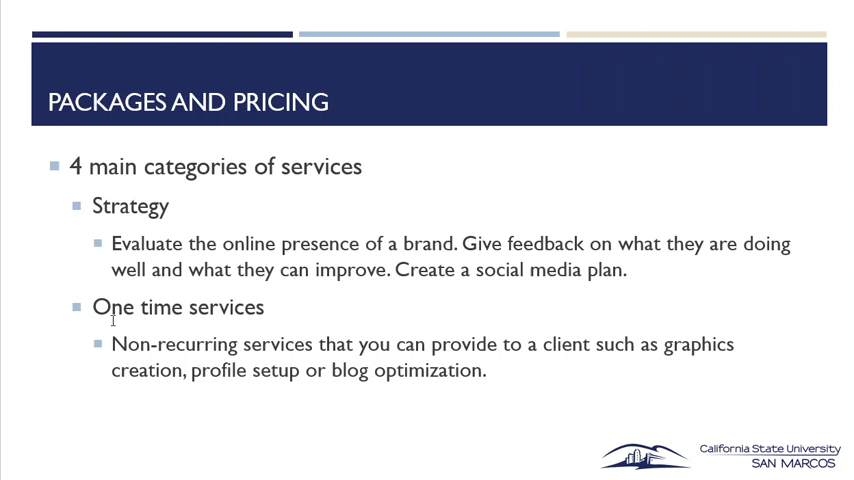 PACKAGES AND PRICING
4 main categories of services
Strategy
Evaluate the online presence of a brand. Give feedback on what they are doing
well and what they can improve. Create a social media plan.
One time services
Non-recurring services that you can provide to a client such as graphics
creation, profile setup or blog optimization.
California State University
SAN MARCOS